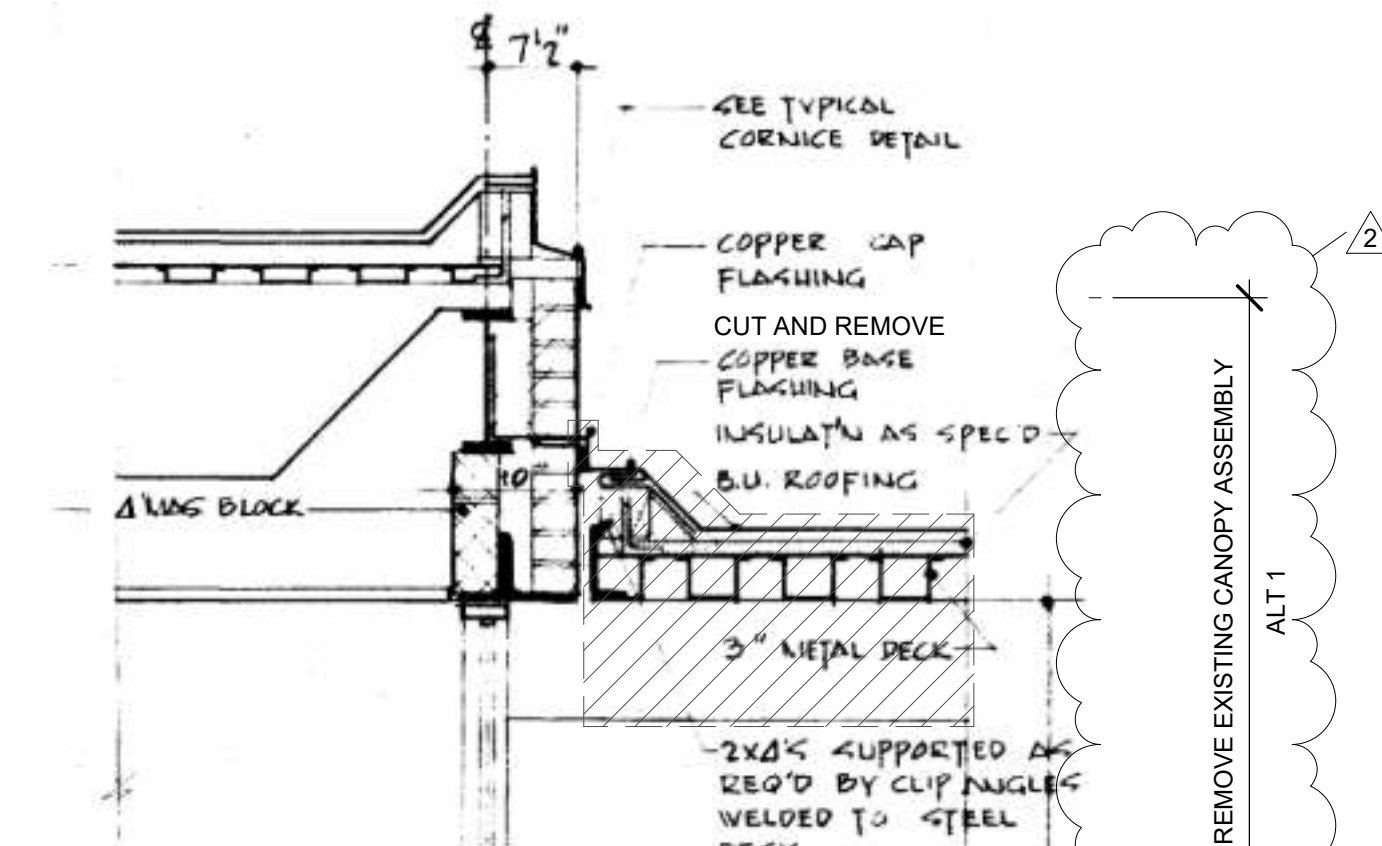 ℄ 7½"
SEE TYPICAL
CORNICE DETAIL
COPPER CAP
FLASHING
CUT AND REMOVE
COPPER BASE
FLASHING
INSULAT'N AS SPEC'D
B.U. ROOFING
10"
4" MAS BLOCK
3" METAL DECK
2X4'S SUPPORTED AS
REQ'D BY CLIP ANGLES
WELDED TO STEEL
DECK
2
REMOVE EXISTING CANOPY ASSEMBLY
ALT 1